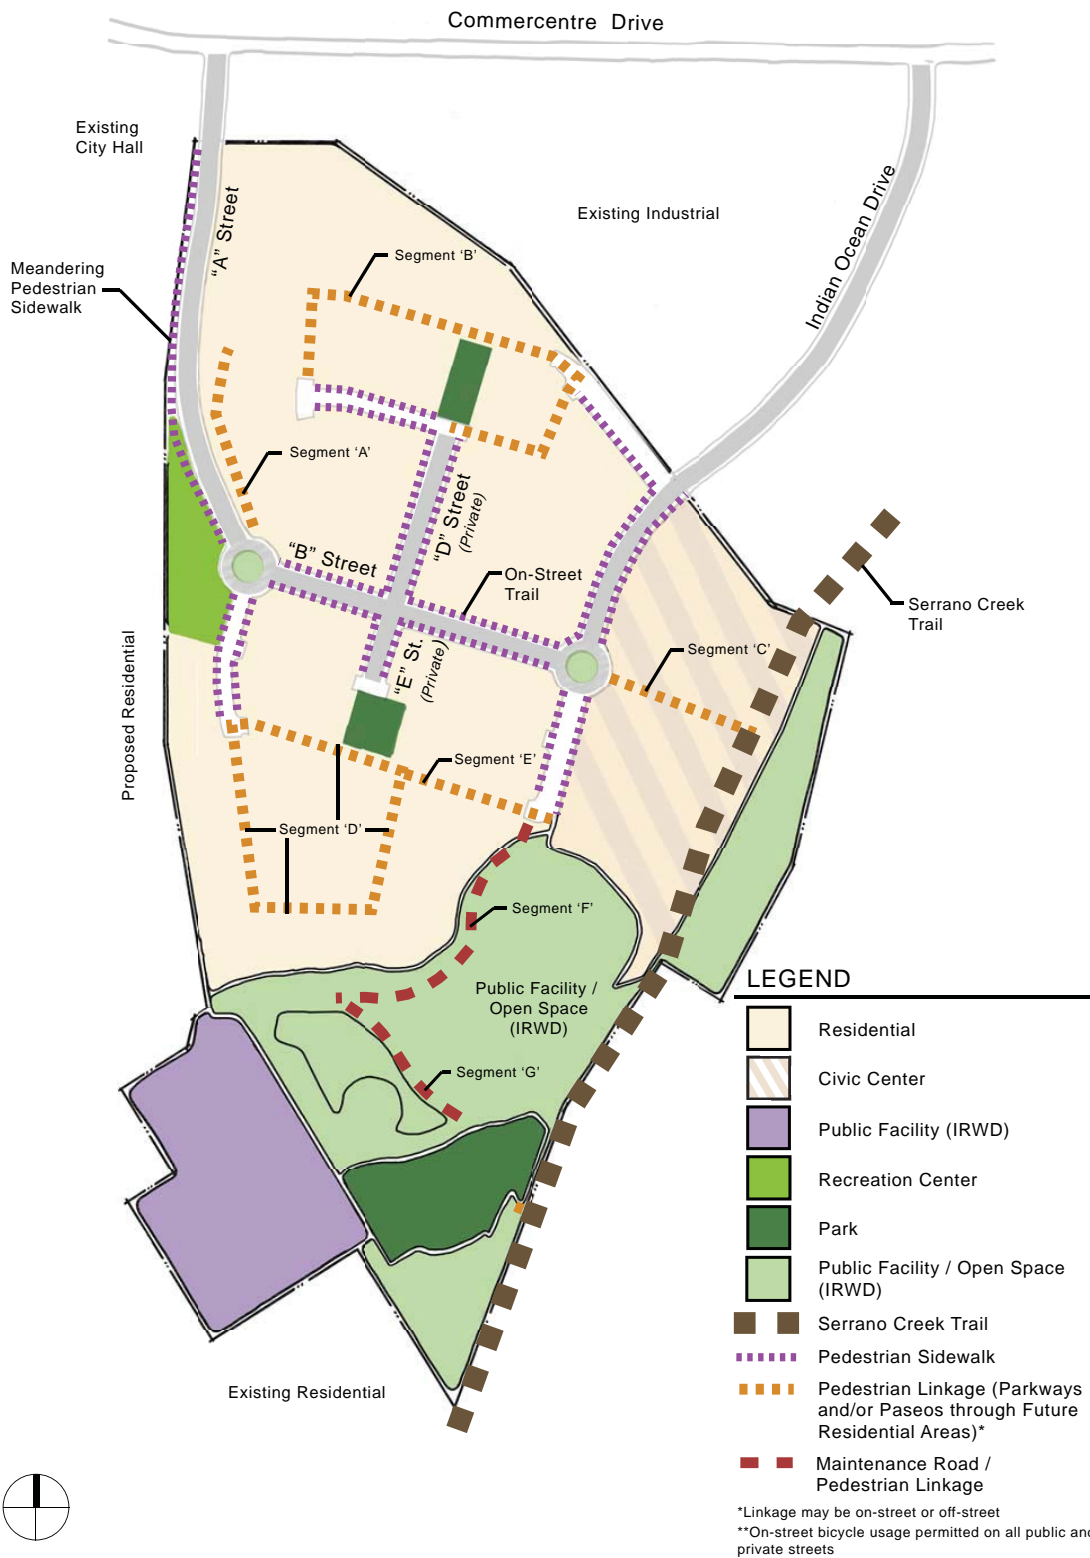 Commercentre Drive
Existing
City Hall
Existing Industrial
Indian Ocean Drive
"A" Street
Segment 'B'
Meandering
Pedestrian
Sidewalk
Segment 'A'
"D" Street
(Private)
"B" Street
On-Street
Trail
Serrano Creek
Trail
"E" St.
(Private)
Segment 'C'
Proposed Residential
Segment 'E'
Segment 'D'
Segment 'F'
Public Facility /
Open Space
(IRWD)
Segment 'G'
Existing Residential
LEGEND
Residential
Civic Center
Public Facility (IRWD)
Recreation Center
Park
Public Facility / Open Space
(IRWD)
Serrano Creek Trail
Pedestrian Sidewalk
Pedestrian Linkage (Parkways
and/or Paseos through Future
Residential Areas)*
Maintenance Road /
Pedestrian Linkage
*Linkage may be on-street or off-street
**On-street bicycle usage permitted on all public and
private streets